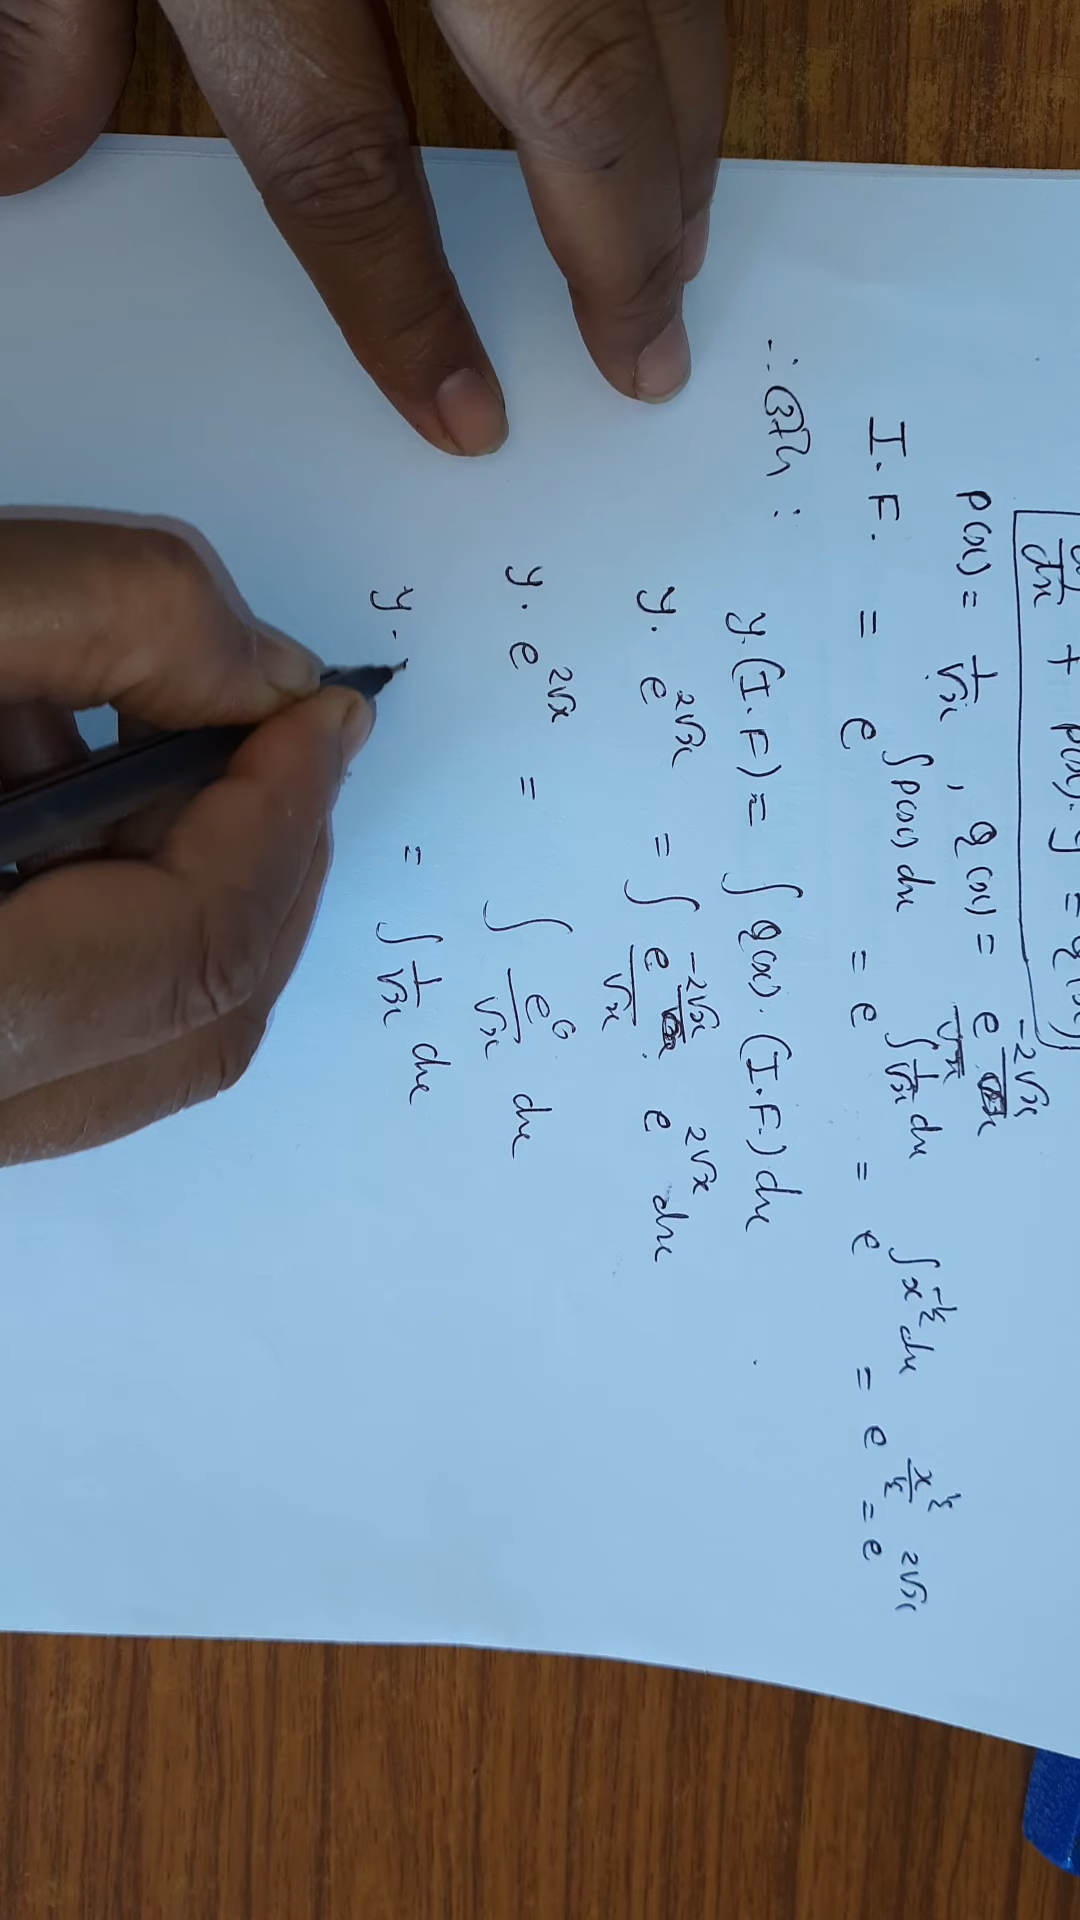 dy/dx + P(x).y = Q(x)
P(x) = 1/√x , Q(x) = e^(-2√x)/√x
I.F. = e^(∫P(x)dx) = e^(∫1/√x dx) = e^(∫x^(-1/2) dx) = e^(x^(1/2)/(1/2)) = e^(2√x)
∴ હવે :
y.(I.F) = ∫ Q(x).(I.F.) dx
y. e^(2√x) = ∫ e^(-2√x)/√x . e^(2√x) dx
y. e^(2√x) = ∫ e^0/√x dx
y. = ∫ 1/√x dx